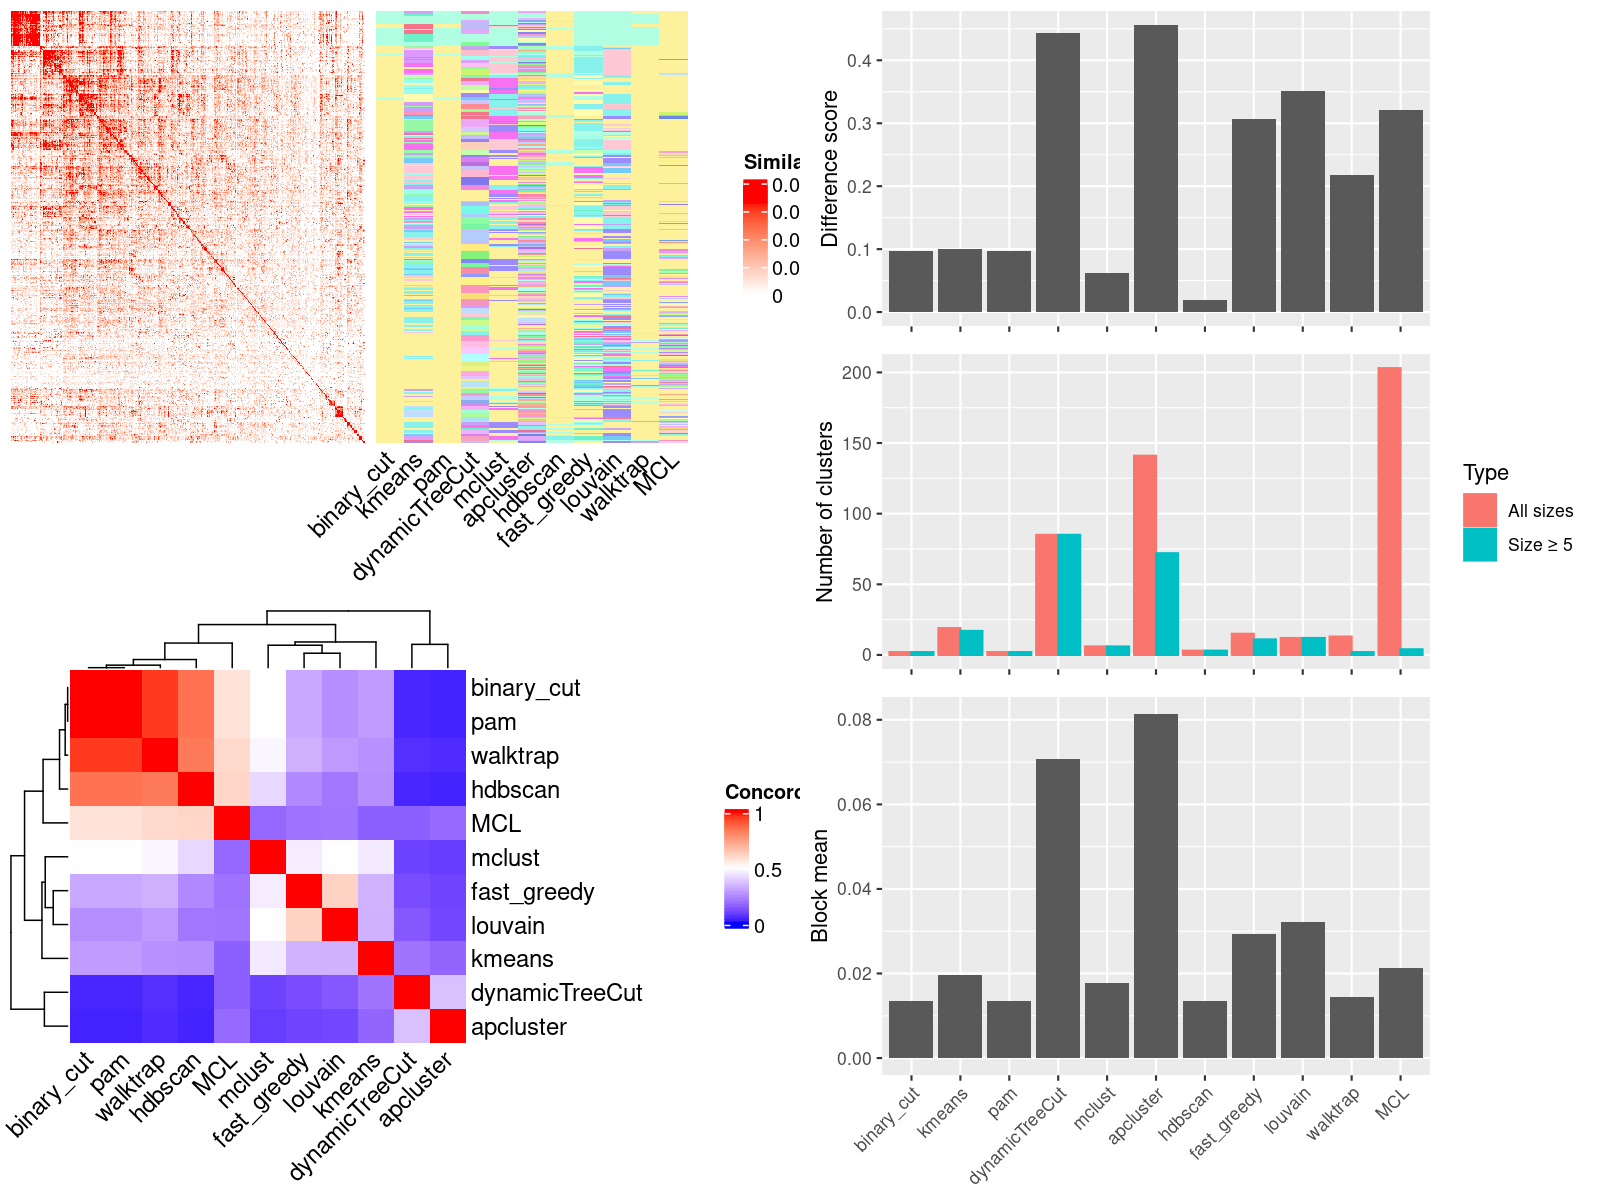 Simila
0.0
0.0
0.0
0.0
0
binary_cut
kmeans
pam
dynamicTreeCut
mclust
apcluster
hdbscan
fast_greedy
louvain
walktrap
MCL
binary_cut
pam
walktrap
hdbscan
MCL
mclust
fast_greedy
louvain
kmeans
dynamicTreeCut
apcluster
Concord
1
0.5
0
binary_cut
pam
walktrap
hdbscan
MCL
mclust
fast_greedy
louvain
kmeans
dynamicTreeCut
apcluster
Difference score
0.4
0.3
0.2
0.1
0.0
Number of clusters
200
150
100
50
0
Type
All sizes
Size ≥ 5
Block mean
0.08
0.06
0.04
0.02
0.00
binary_cut
kmeans
pam
dynamicTreeCut
mclust
apcluster
hdbscan
fast_greedy
louvain
walktrap
MCL